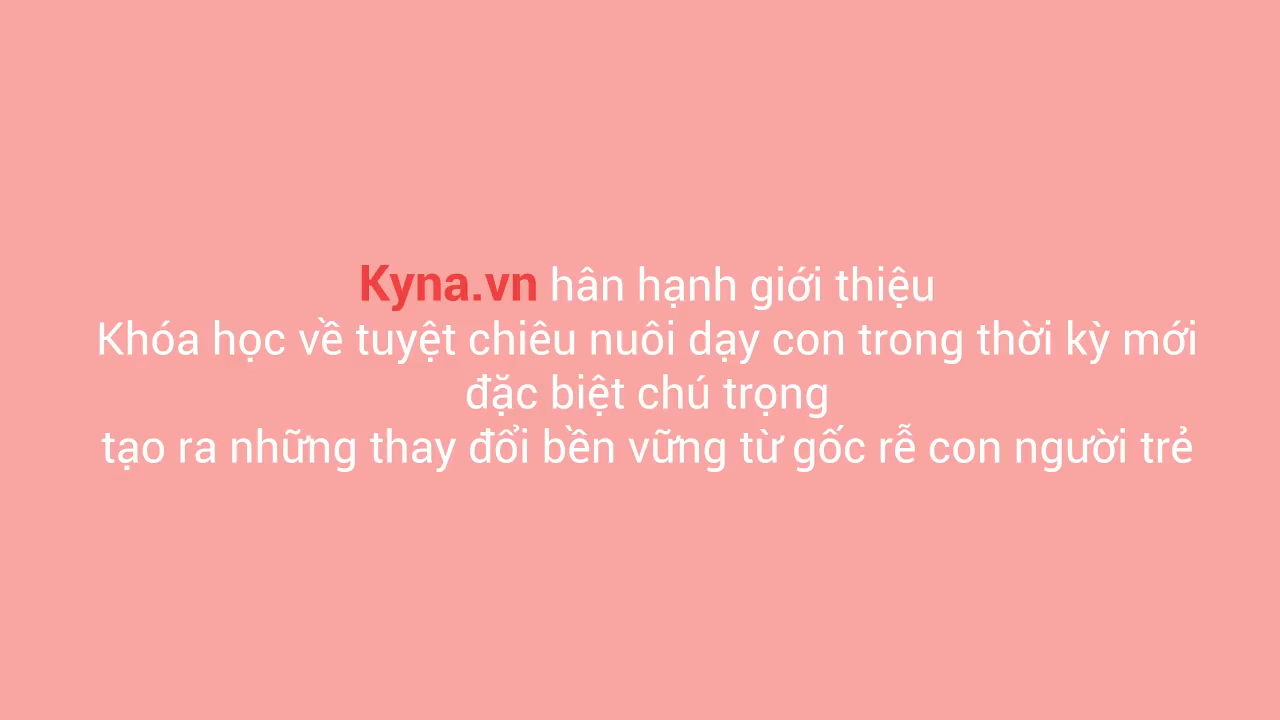 Kyna.vn hân hạnh giới thiệu
Khóa học về tuyệt chiêu nuôi dạy con trong thời kỳ mới
đặc biệt chú trọng
tạo ra những thay đổi bền vững từ gốc rễ con người trẻ